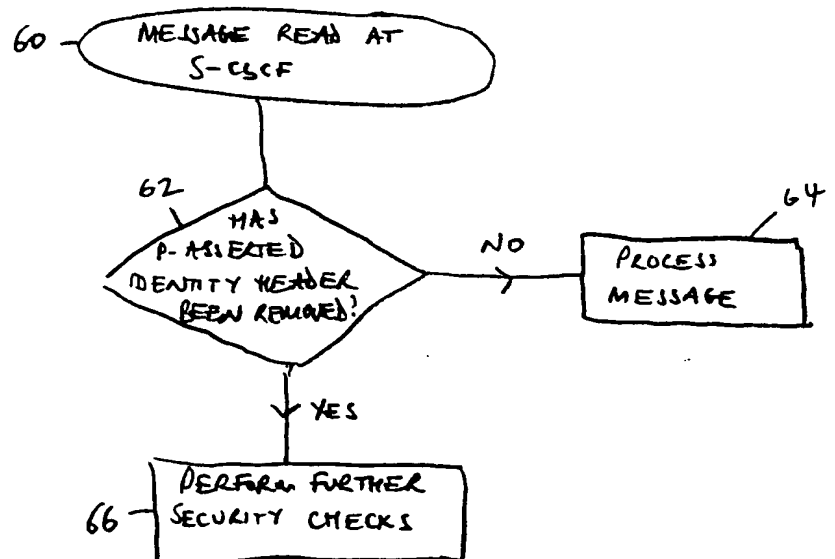 60
MESSAGE READ AT
S-CSCF
62
HAS
P-ASSERTED
IDENTITY HEADER
BEEN REMOVED?
NO
64
PROCESS
MESSAGE
YES
66
PERFORM FURTHER
SECURITY CHECKS